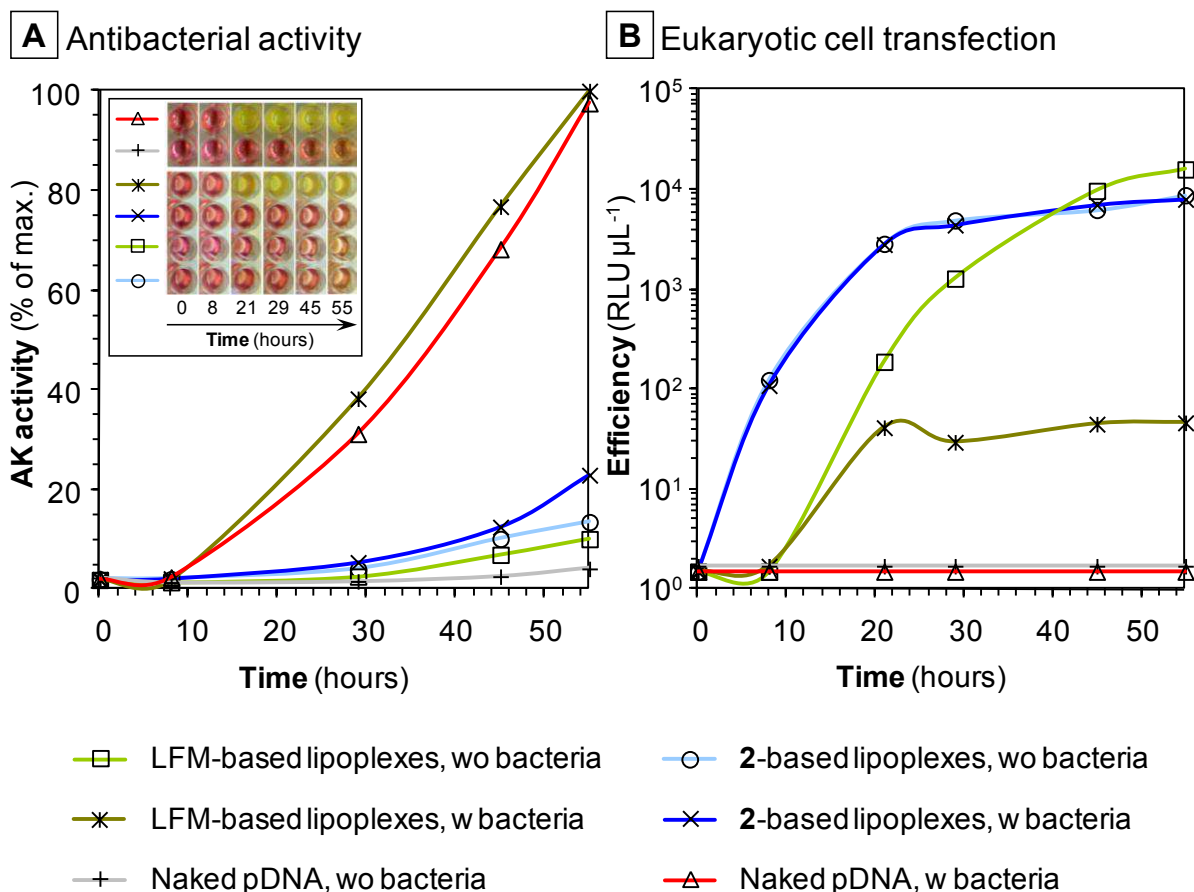 A Antibacterial activity
B Eukaryotic cell transfection
AK activity (% of max.)
100
80
60
40
20
0
0 8 21 29 45 55
Time (hours)
0 10 20 30 40 50
Time (hours)
Efficiency (RLU µL⁻¹)
10⁵
10⁴
10³
10²
10¹
10⁰
0 10 20 30 40 50
Time (hours)
LFM-based lipoplexes, wo bacteria
2-based lipoplexes, wo bacteria
LFM-based lipoplexes, w bacteria
2-based lipoplexes, w bacteria
Naked pDNA, wo bacteria
Naked pDNA, w bacteria